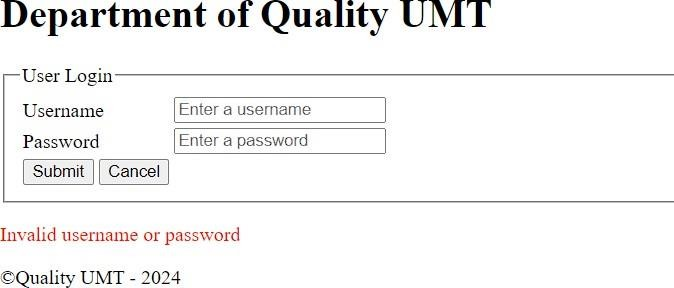 Department of Quality UMT
User Login
Username Enter a username
Password Enter a password
Submit Cancel
Invalid username or password
©Quality UMT - 2024